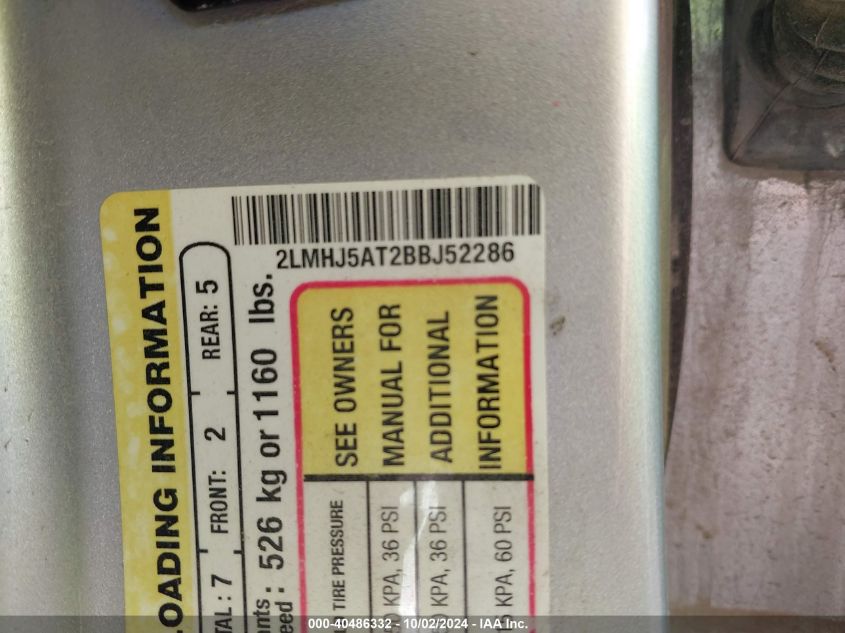 2LMHJ5AT2BBJ52286
LOADING INFORMATION
TAL: 7 FRONT: 2 REAR: 5
526 kg or 1160 lbs.
TIRE PRESSURE SEE OWNERS
KPA, 36 PSI MANUAL FOR
KPA, 36 PSI ADDITIONAL
KPA, 60 PSI INFORMATION
000-40486332 - 10/02/2024 - IAA Inc.